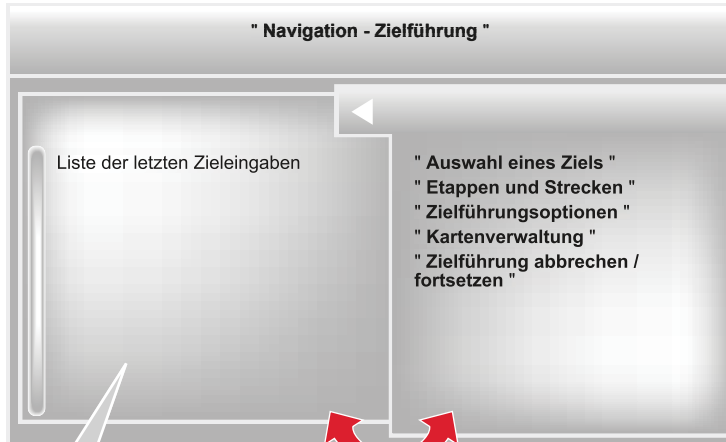 " Navigation - Zielführung "
Liste der letzten Zieleingaben
" Auswahl eines Ziels "
" Etappen und Strecken "
" Zielführungsoptionen "
" Kartenverwaltung "
" Zielführung abbrechen /
fortsetzen "